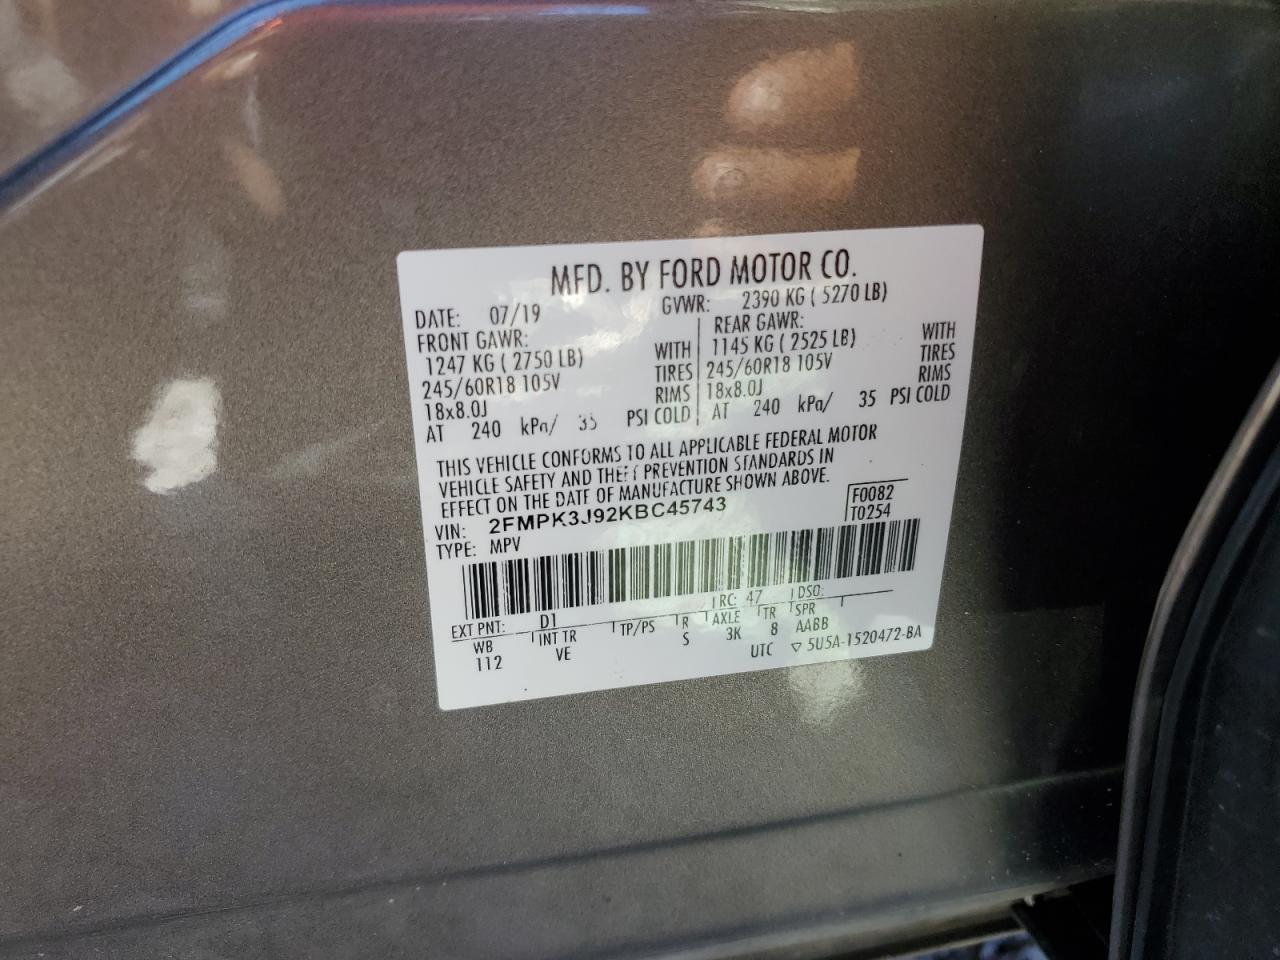 MFD. BY FORD MOTOR CO.
DATE: 07/19 GVWR: 2390 KG ( 5270 LB)
FRONT GAWR: REAR GAWR:
1247 KG ( 2750 LB) WITH 1145 KG ( 2525 LB) WITH
245/60R18 105V TIRES 245/60R18 105V TIRES
18x8.0J RIMS 18x8.0J RIMS
AT 240 kPa/ 35 PSI COLD AT 240 kPa/ 35 PSI COLD
THIS VEHICLE CONFORMS TO ALL APPLICABLE FEDERAL MOTOR
VEHICLE SAFETY AND THEFT PREVENTION STANDARDS IN
EFFECT ON THE DATE OF MANUFACTURE SHOWN ABOVE.
VIN: 2FMPK3J92KBC45743 F0082
TYPE: MPV T0254
EXT PNT: D1 RC: 47 DSO:
WB INT TR TP/PS R AXLE TR SPR
112 VE S 3K 8 AABB
UTC ▽ 5U5A-1520472-BA